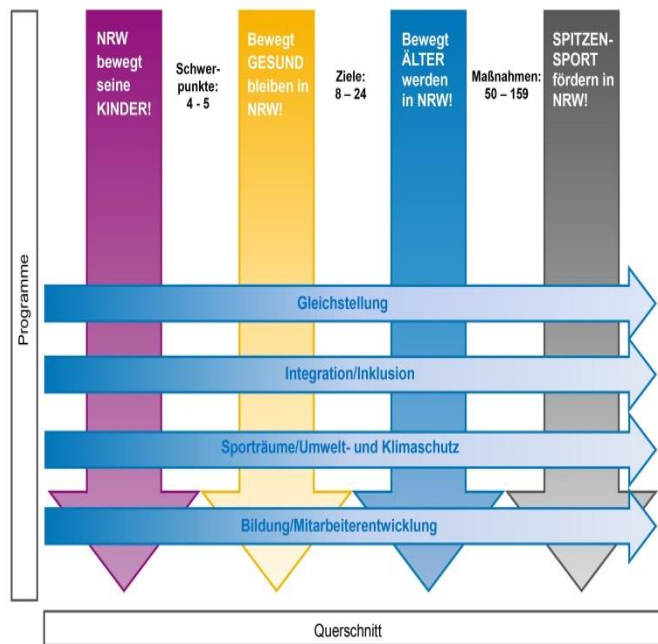 NRW
bewegt
seine
KINDER!
Schwer-
punkte:
4 - 5
Bewegt
GESUND
bleiben in
NRW!
Ziele:
8 – 24
Bewegt
ÄLTER
werden
in NRW!
Maßnahmen:
50 – 159
SPITZEN-
SPORT
fördern in
NRW!
Programme
Gleichstellung
Integration/Inklusion
Sporträume/Umwelt- und Klimaschutz
Bildung/Mitarbeiterentwicklung
Querschnitt